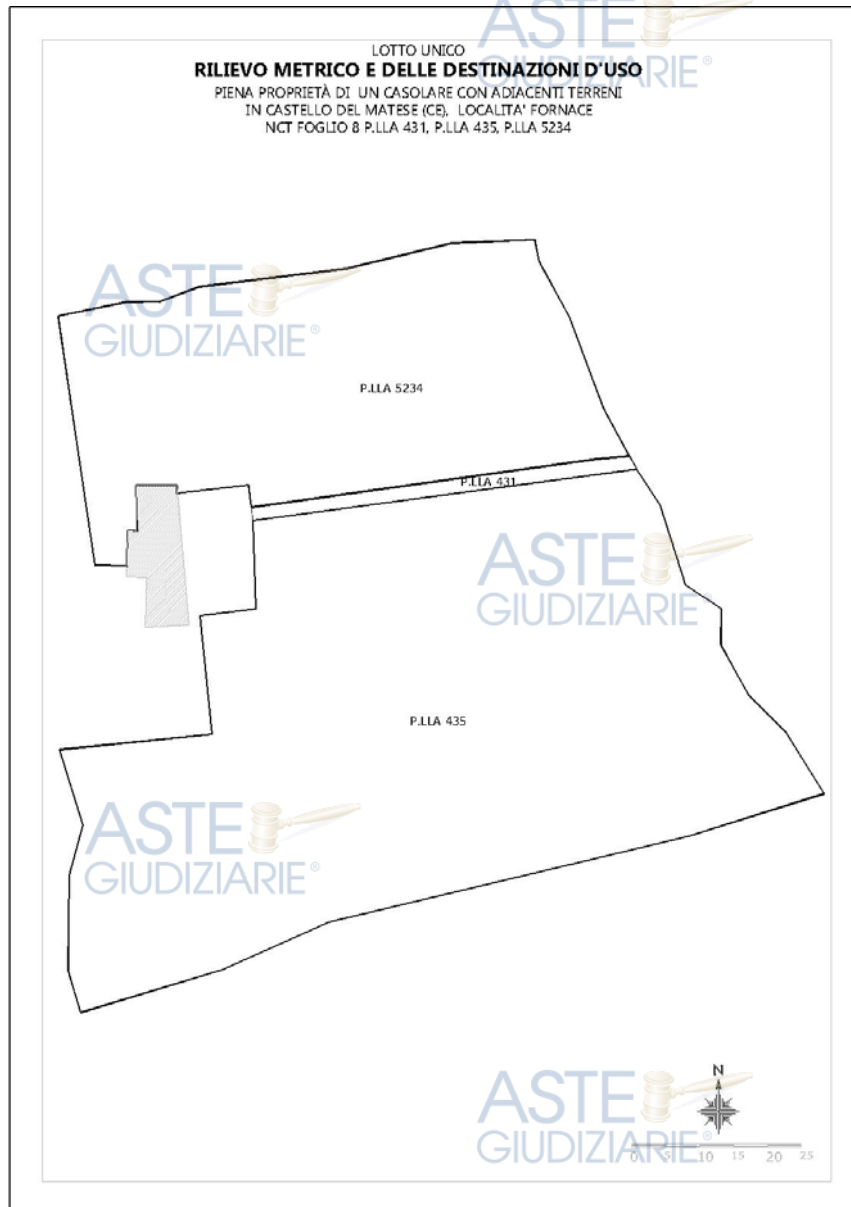 LOTTO UNICO
RILIEVO METRICO E DELLE DESTINAZIONI D'USO
PIENA PROPRIETÀ DI UN CASOLARE CON ADIACENTI TERRENI
IN CASTELLO DEL MATESE (CE), LOCALITA' FORNACE
NCT FOGLIO 8 P.LLA 431, P.LLA 435, P.LLA 5234
ASTE
GIUDIZIARIE®
ASTE
GIUDIZIARIE®
P.LLA 5234
P.LLA 431
ASTE
GIUDIZIARIE
P.LLA 435
ASTE
GIUDIZIARIE®
N
ASTE
GIUDIZIARIE®
0 5 10 15 20 25